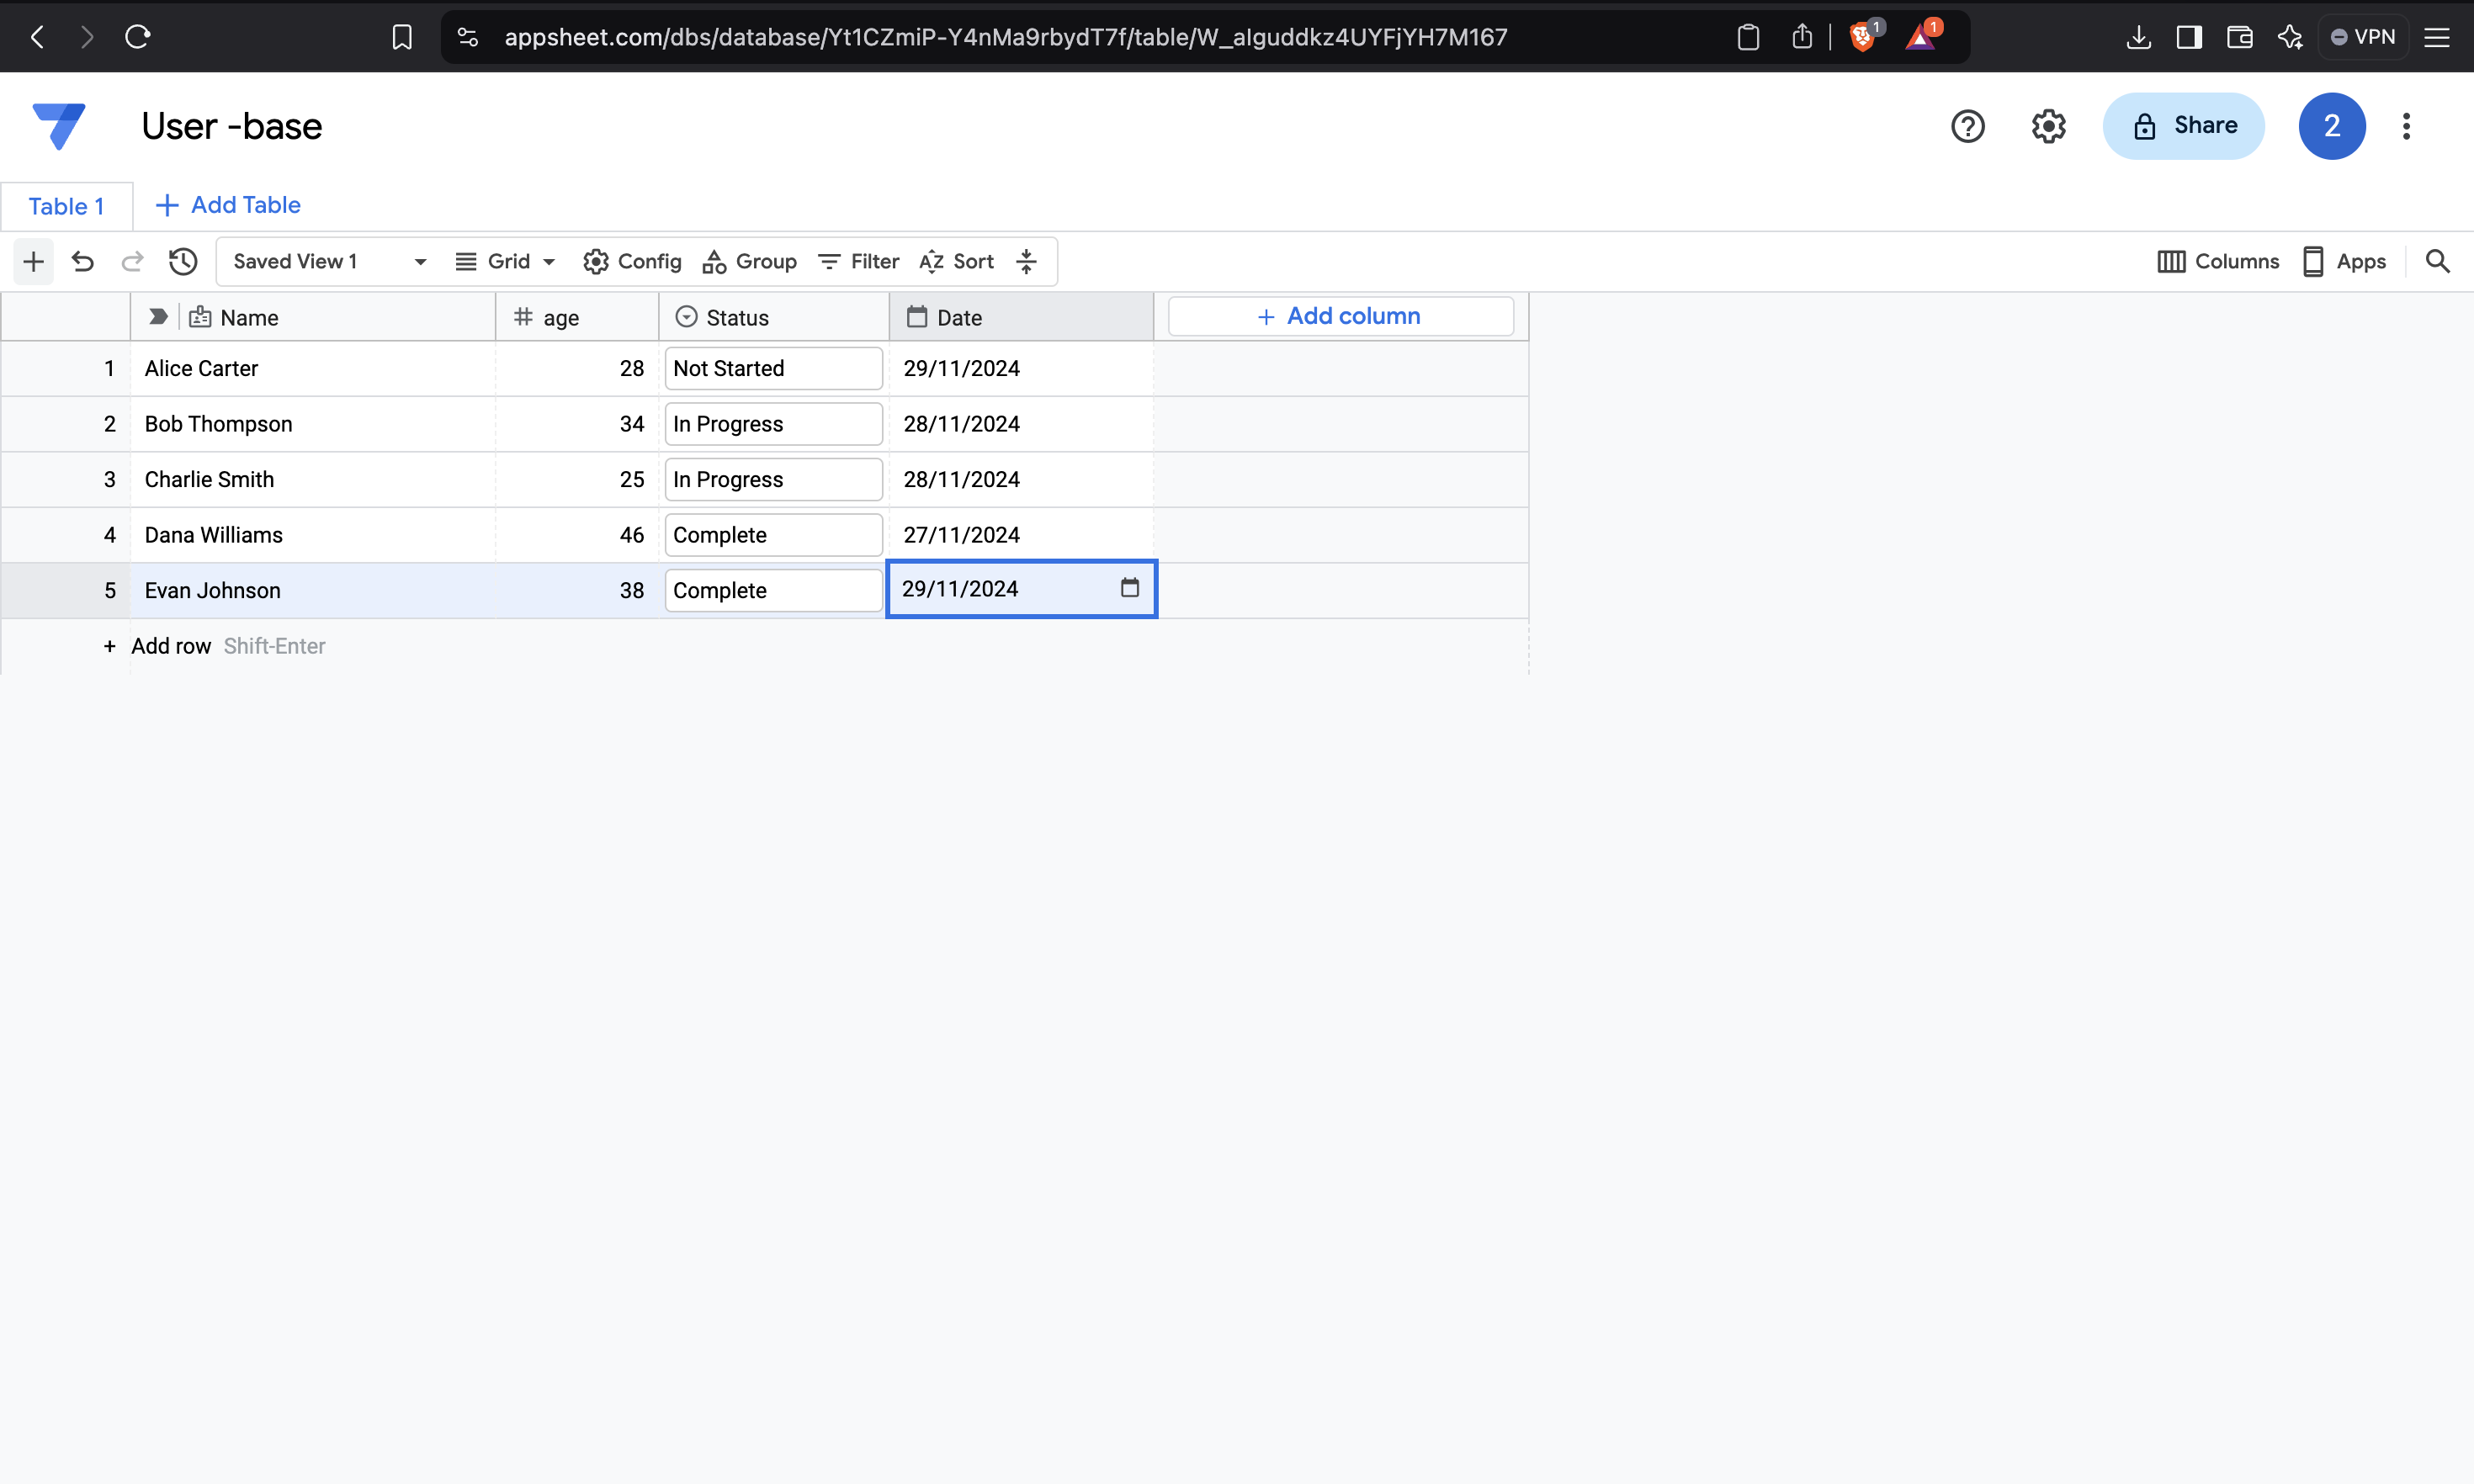 appsheet.com/dbs/database/Yt1CZmiP-Y4nMa9rbydT7f/table/W_alguddkz4UYFjYH7M167 1 1 VPN
User -base Share 2
Table 1 Add Table
Saved View 1 Grid Config Group Filter AZ Sort Columns Apps
Name age Status Date + Add column
1 Alice Carter 28 Not Started 29/11/2024
2 Bob Thompson 34 In Progress 28/11/2024
3 Charlie Smith 25 In Progress 28/11/2024
4 Dana Williams 46 Complete 27/11/2024
5 Evan Johnson 38 Complete 29/11/2024
+ Add row Shift-Enter